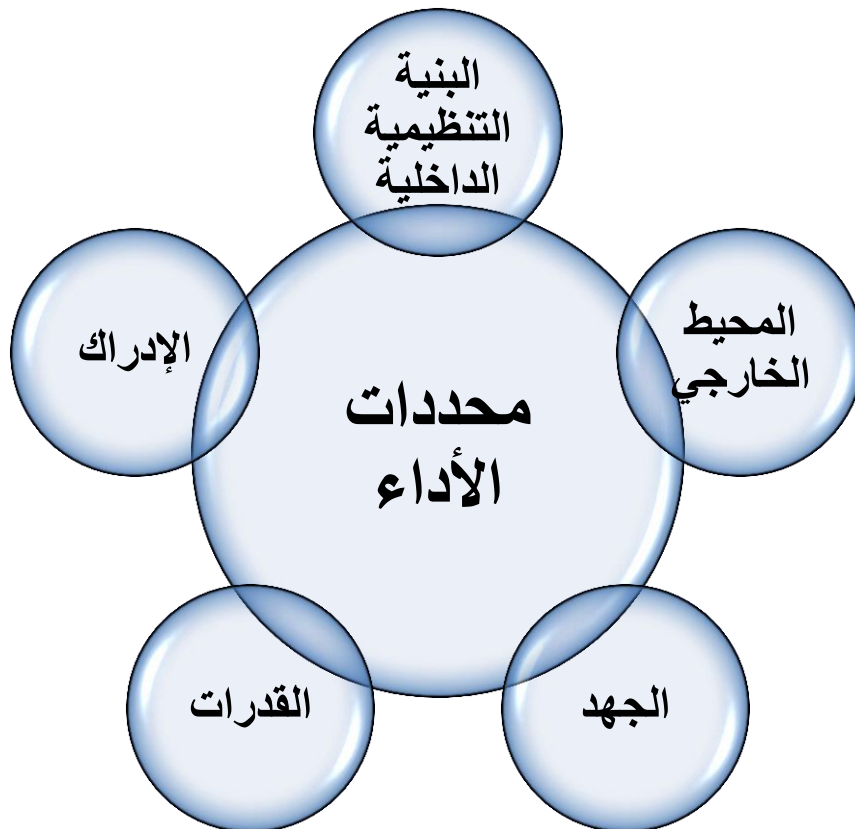 البنية
التنظيمية
الداخلية
المحيط
الخارجي
الإدراك
محددات
الأداء
القدرات
الجهد